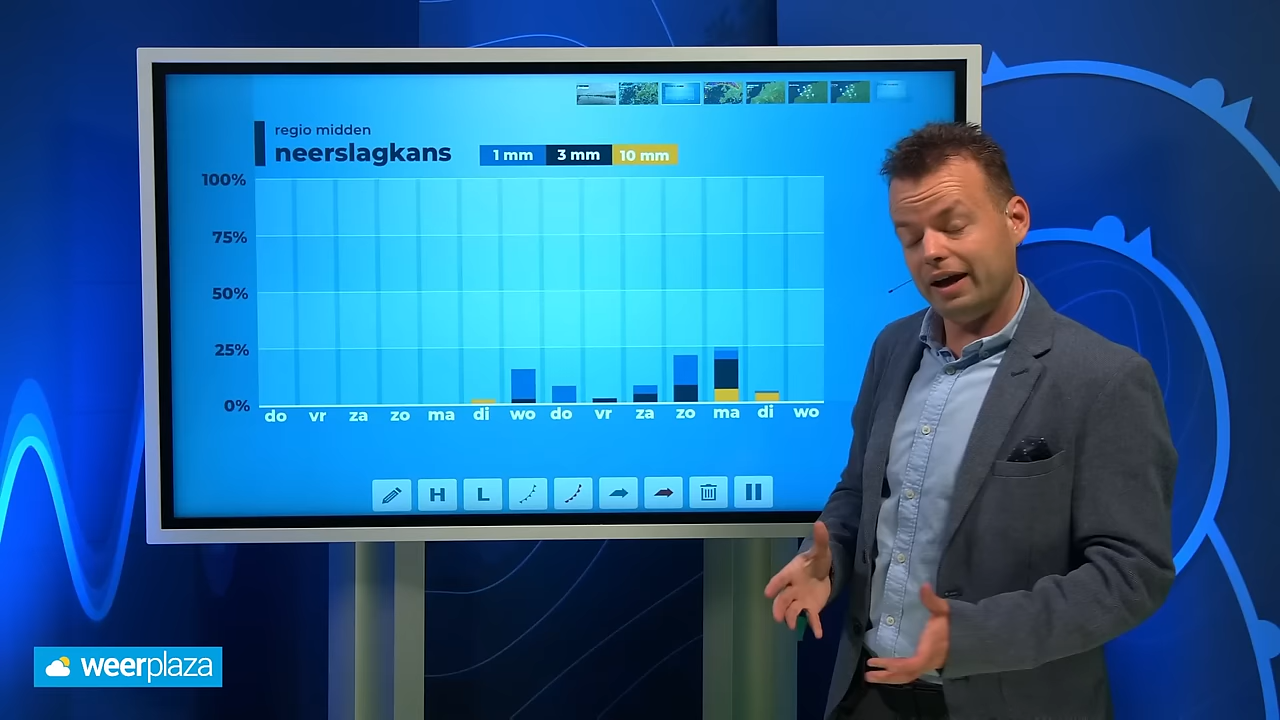 regio midden
neerslagkans
1 mm 3 mm 10 mm
100%
75%
50%
25%
0%
do vr za zo ma di wo do vr za zo ma di wo
H L
weerplaza